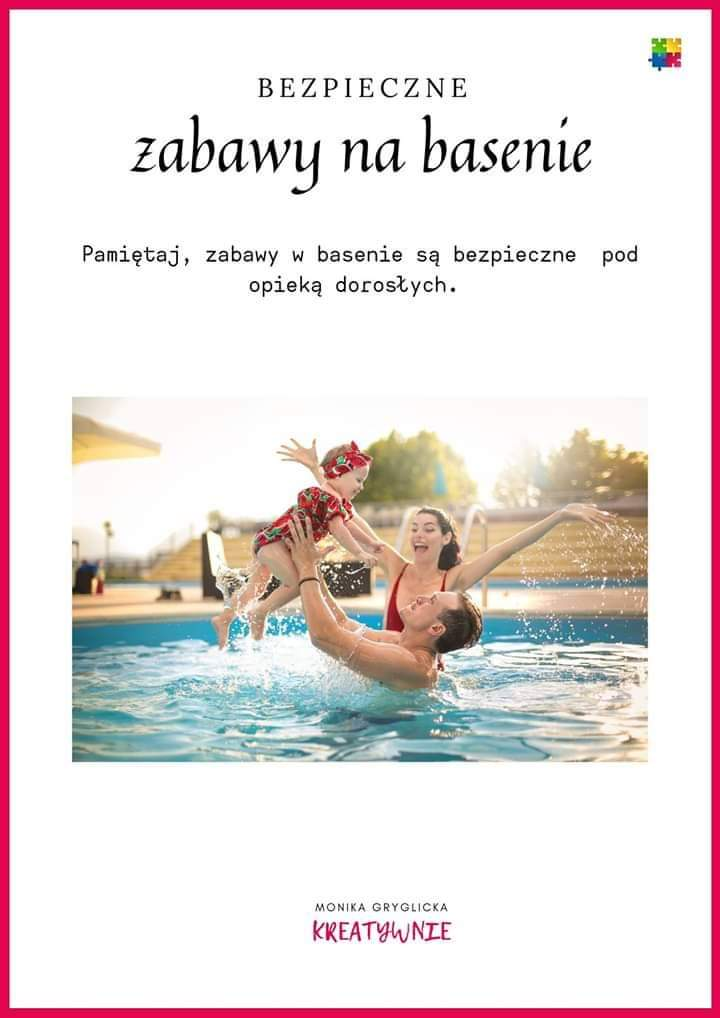 BEZPIECZNE
zabawy na basenie
Pamiętaj, zabawy w basenie są bezpieczne pod
opieką dorosłych.
MONIKA GRYGLICKA
KREATYWNIE